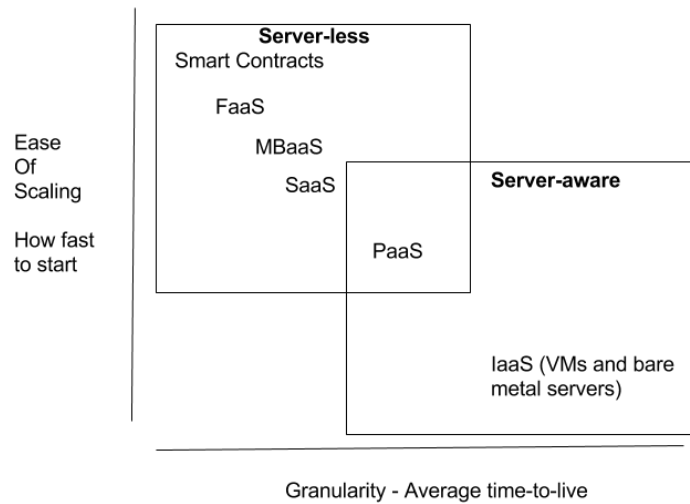 Server-less
Smart Contracts
FaaS
MBaaS
SaaS
Ease
Of
Scaling
How fast
to start
Server-aware
PaaS
IaaS (VMs and bare
metal servers)
Granularity - Average time-to-live